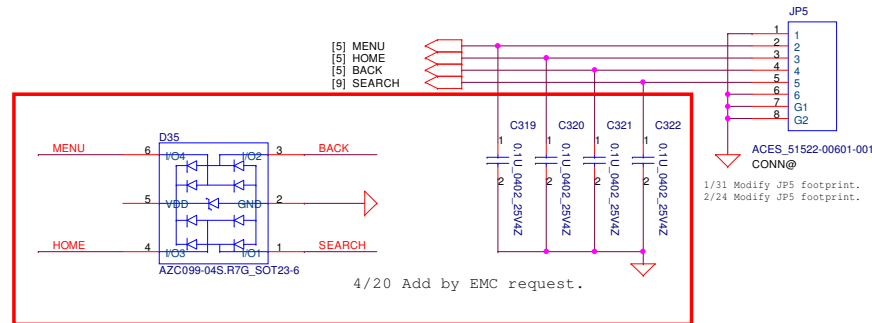 JP5
[5] MENU
[5] HOME
[5] BACK
[9] SEARCH
1 1
2 2
3 3
4 4
5 5
6 6
7 G1
8 G2
ACES_51522-00601-001
CONN@
1/31 Modify JP5 footprint.
2/24 Modify JP5 footprint.
D35
MENU 6 I/O4 I/O2 3 BACK
5 VDD GND 2
HOME 4 I/O3 I/O1 1 SEARCH
AZC099-04S.R7G_SOT23-6
C319 C320 C321 C322
1 1 1 1
2 2 2 2
0.1U_0402_25V4Z
0.1U_0402_25V4Z
0.1U_0402_25V4Z
0.1U_0402_25V4Z
4/20 Add by EMC request.